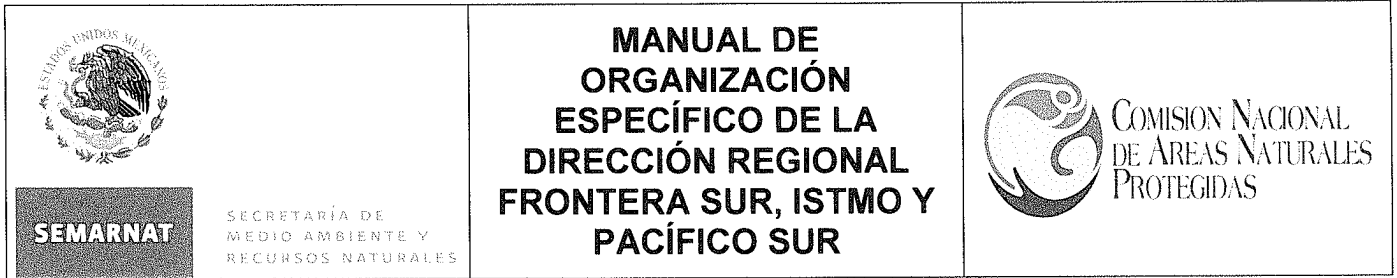 ESTADOS UNIDOS MEXICANOS
SEMARNAT
SECRETARÍA DE
MEDIO AMBIENTE Y
RECURSOS NATURALES
MANUAL DE
ORGANIZACIÓN
ESPECÍFICO DE LA
DIRECCIÓN REGIONAL
FRONTERA SUR, ISTMO Y
PACÍFICO SUR
COMISION NACIONAL
DE AREAS NATURALES
PROTEGIDAS